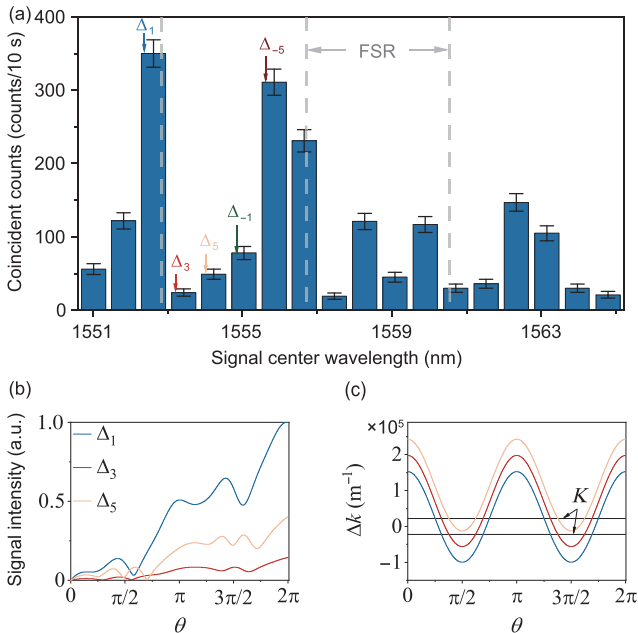 (a)
Coincident counts (counts/10 s)
400
300
200
100
0
Δ₁
Δ₋₅
FSR
Δ₃
Δ₅
Δ₋₁
1551
1555
1559
1563
Signal center wavelength (nm)
(b)
Signal intensity (a.u.)
1.0
0.5
0
Δ₁
Δ₃
Δ₅
0
π/2
π
3π/2
2π
θ
(c)
×10⁵
Δk (m⁻¹)
2
1
0
−1
K
0
π/2
π
3π/2
2π
θ